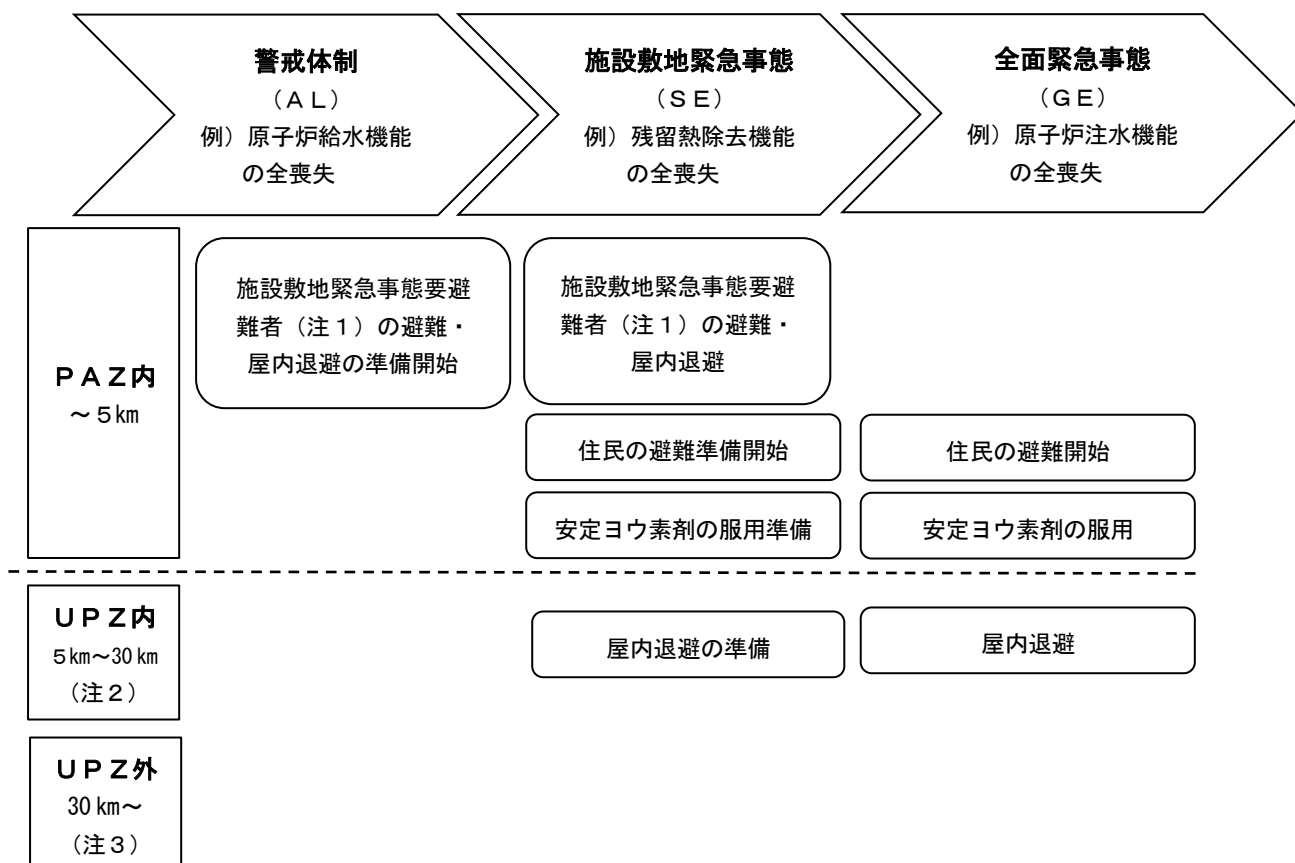 警戒体制
（ＡＬ）
例）原子炉給水機能
の全喪失
施設敷地緊急事態
（ＳＥ）
例）残留熱除去機能
の全喪失
全面緊急事態
（ＧＥ）
例）原子炉注水機能
の全喪失
ＰＡＺ内
～５㎞
施設敷地緊急事態要避
難者（注１）の避難・
屋内退避の準備開始
施設敷地緊急事態要避
難者（注１）の避難・
屋内退避
住民の避難準備開始
住民の避難開始
安定ヨウ素剤の服用準備
安定ヨウ素剤の服用
ＵＰＺ内
５㎞～30㎞
（注２）
屋内退避の準備
屋内退避
ＵＰＺ外
30㎞～
（注３）